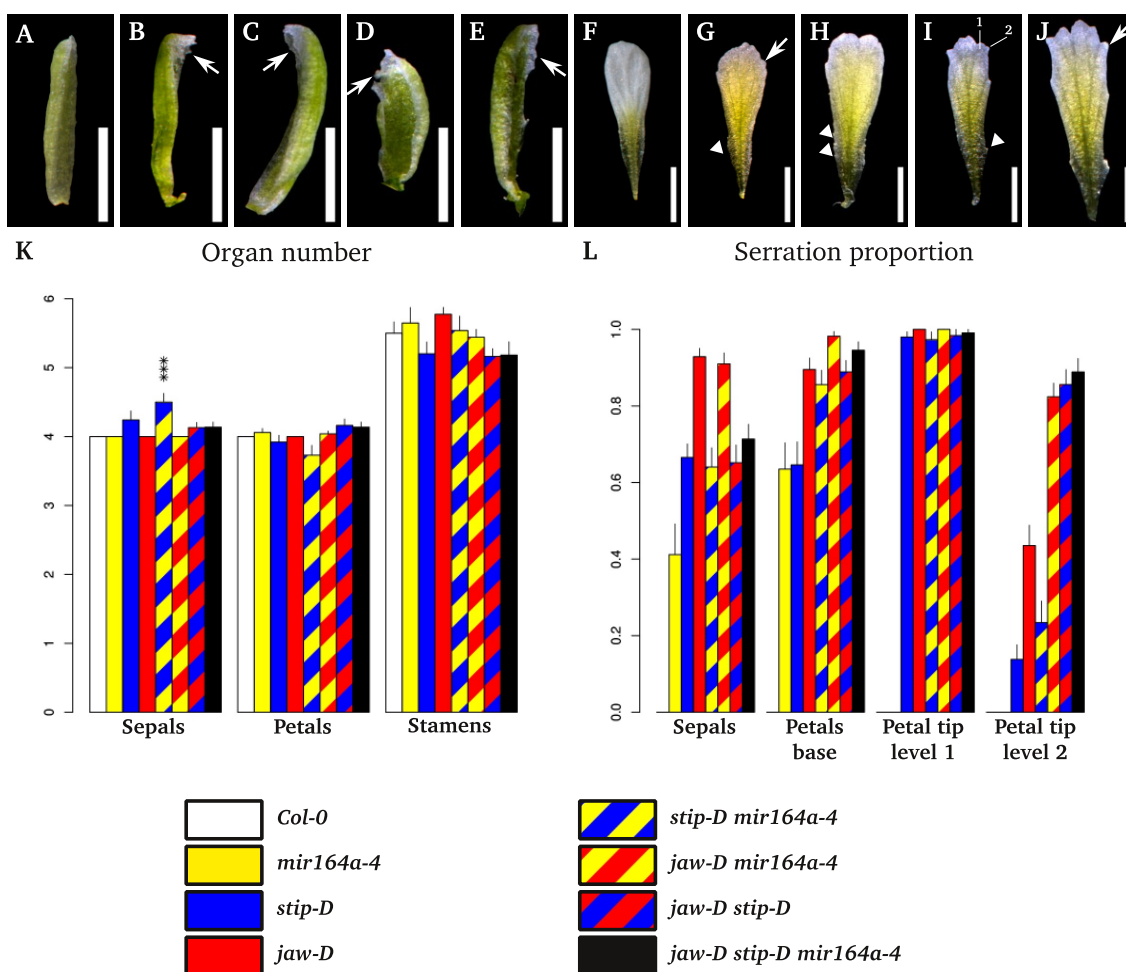 A B C D E F G H I J
1 2
K Organ number
L Serration proportion
6
5
4
3
2
1
0
***
Sepals Petals Stamens
1.0
0.8
0.6
0.4
0.2
0.0
Sepals Petals base Petal tip level 1 Petal tip level 2
Col-0
mir164a-4
stip-D
jaw-D
stip-D mir164a-4
jaw-D mir164a-4
jaw-D stip-D
jaw-D stip-D mir164a-4